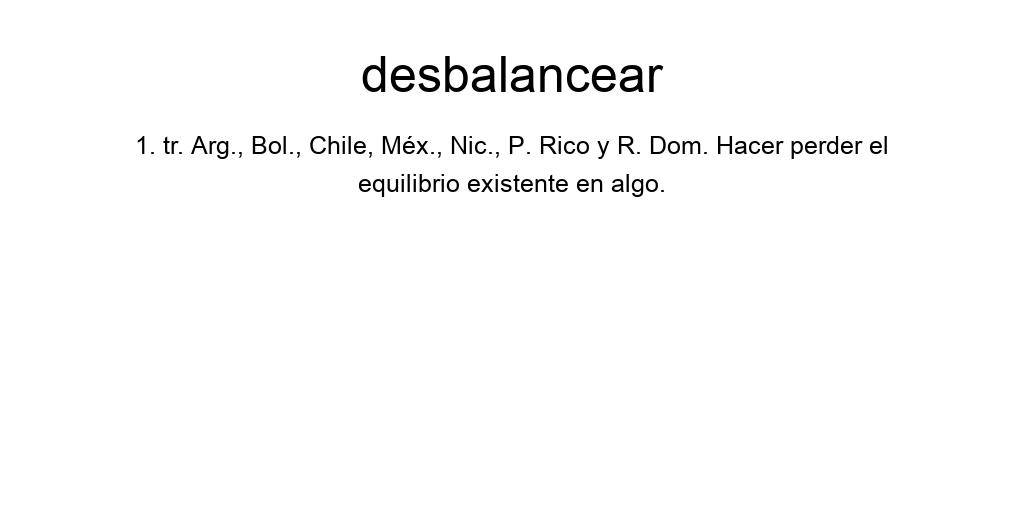 desbalancear
1. tr. Arg., Bol., Chile, Méx., Nic., P. Rico y R. Dom. Hacer perder el
equilibrio existente en algo.